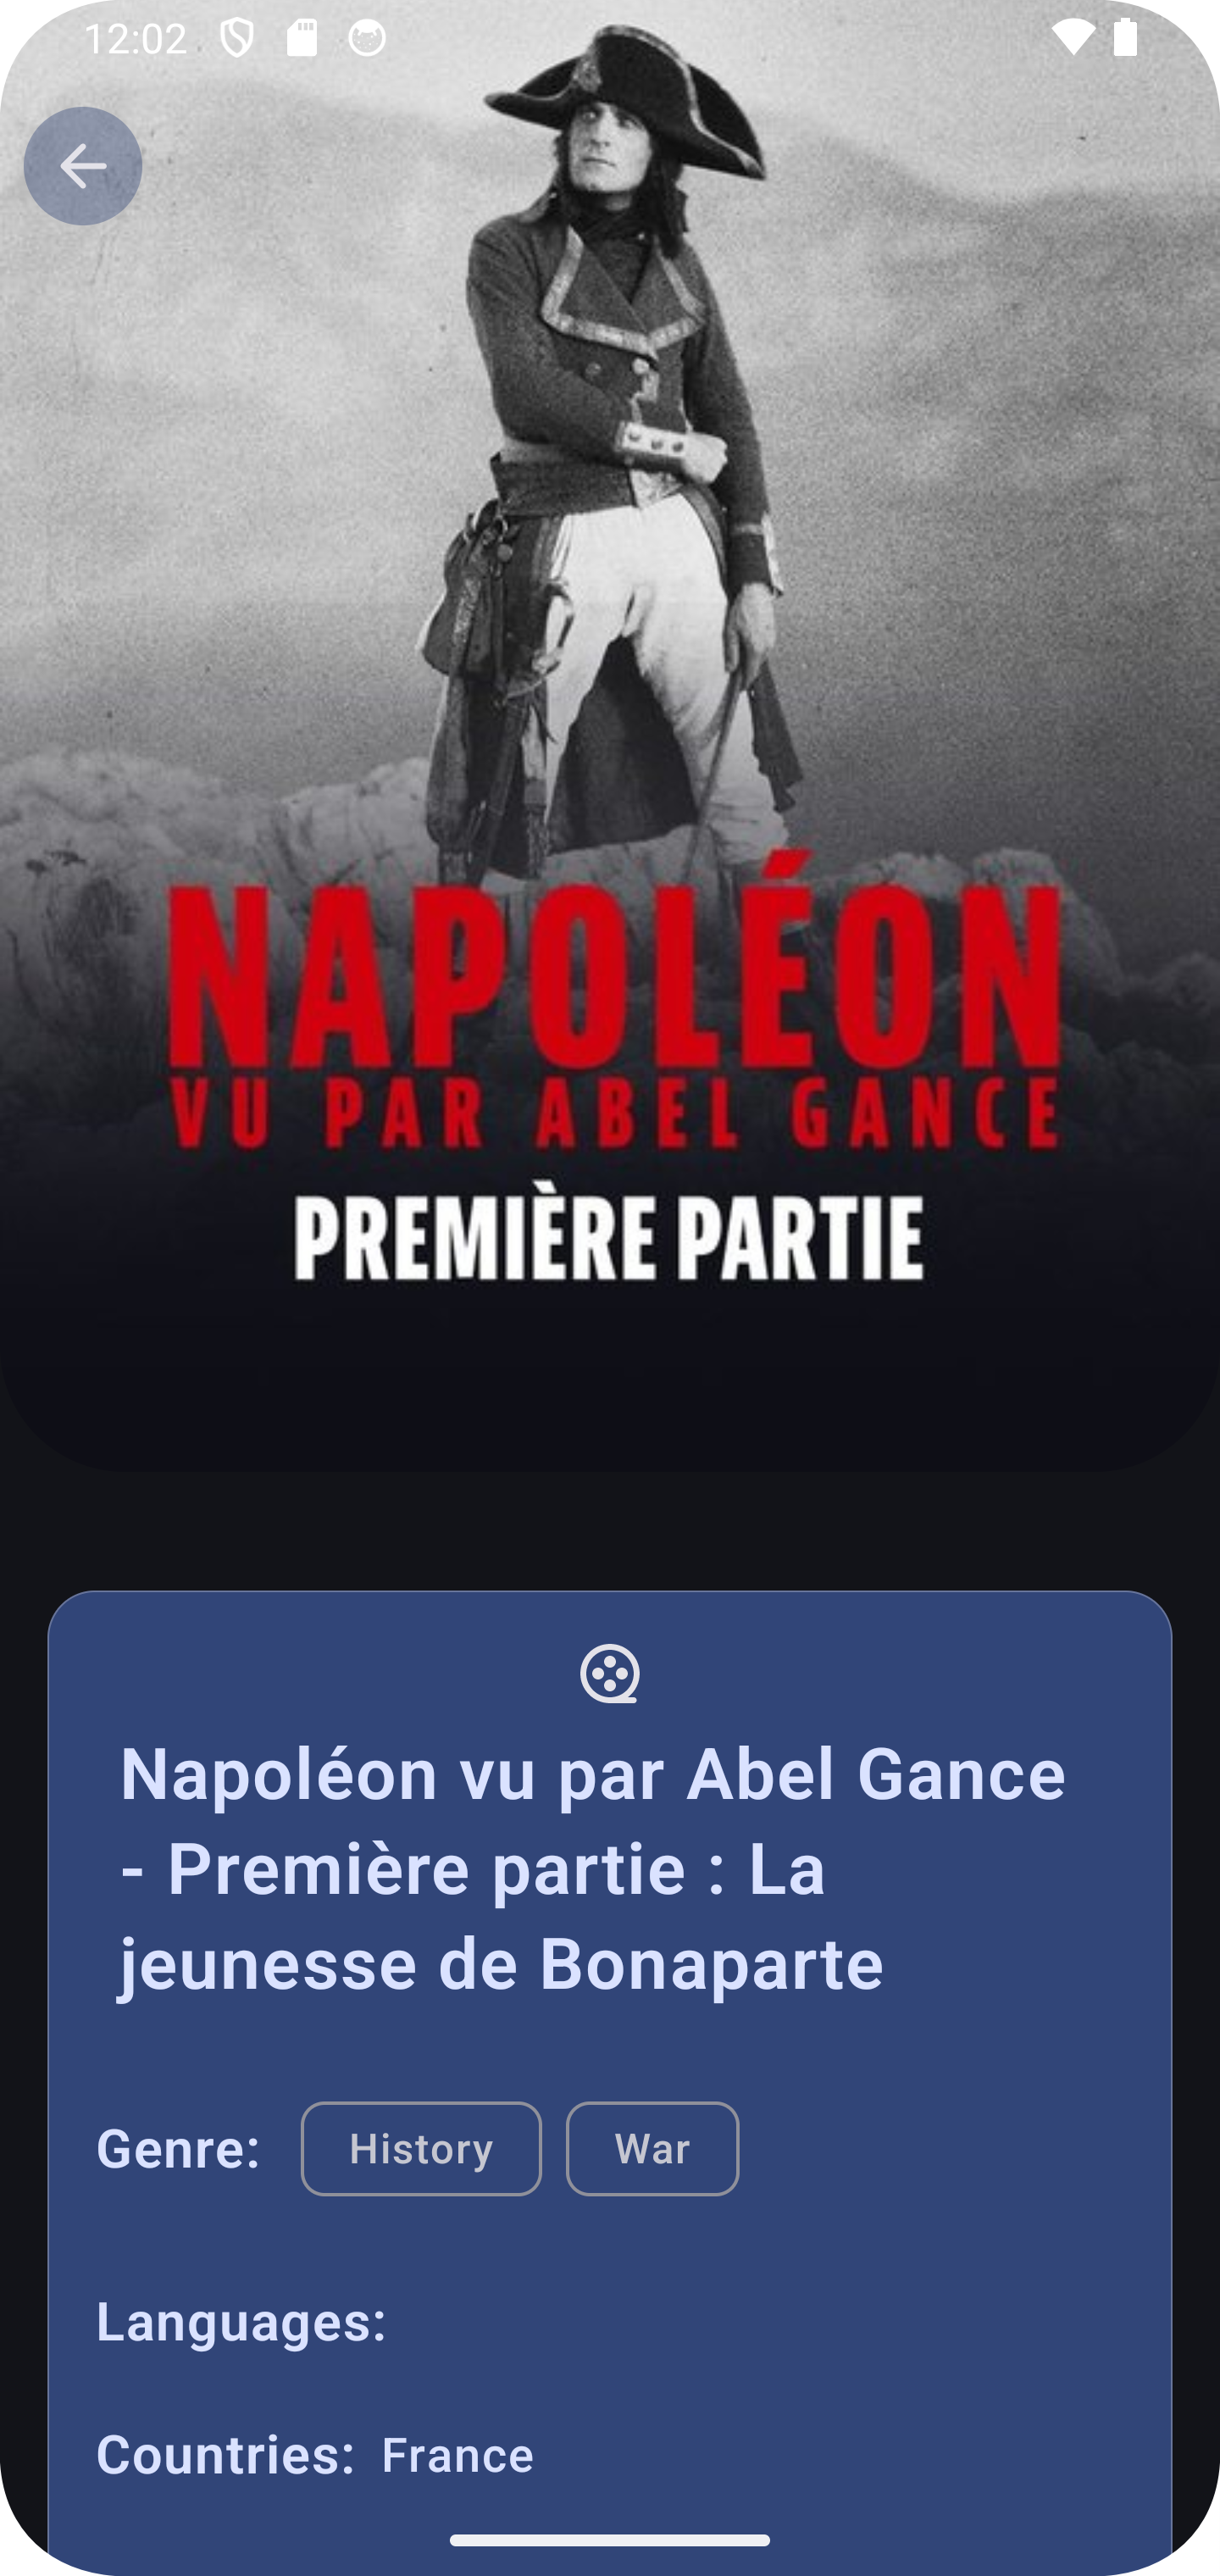 12:02
NAPOLÉON
VU PAR ABEL GANCE
PREMIÈRE PARTIE
Napoléon vu par Abel Gance
- Première partie : La
jeunesse de Bonaparte
Genre: History War
Languages:
Countries: France